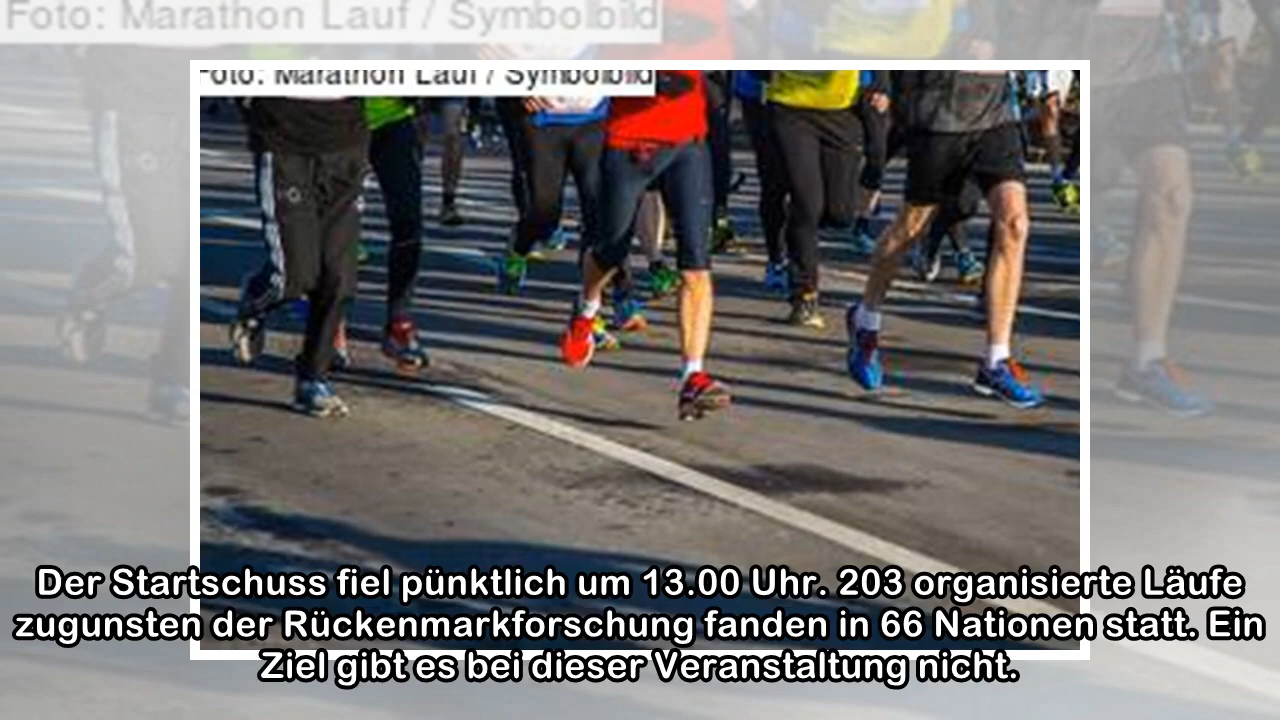 Foto: Marathon Lauf / Symbolbild
Foto: Marathon Lauf / Symbolbild
Der Startschuss fiel pünktlich um 13.00 Uhr. 203 organisierte Läufe
zugunsten der Rückenmarkforschung fanden in 66 Nationen statt. Ein
Ziel gibt es bei dieser Veranstaltung nicht.